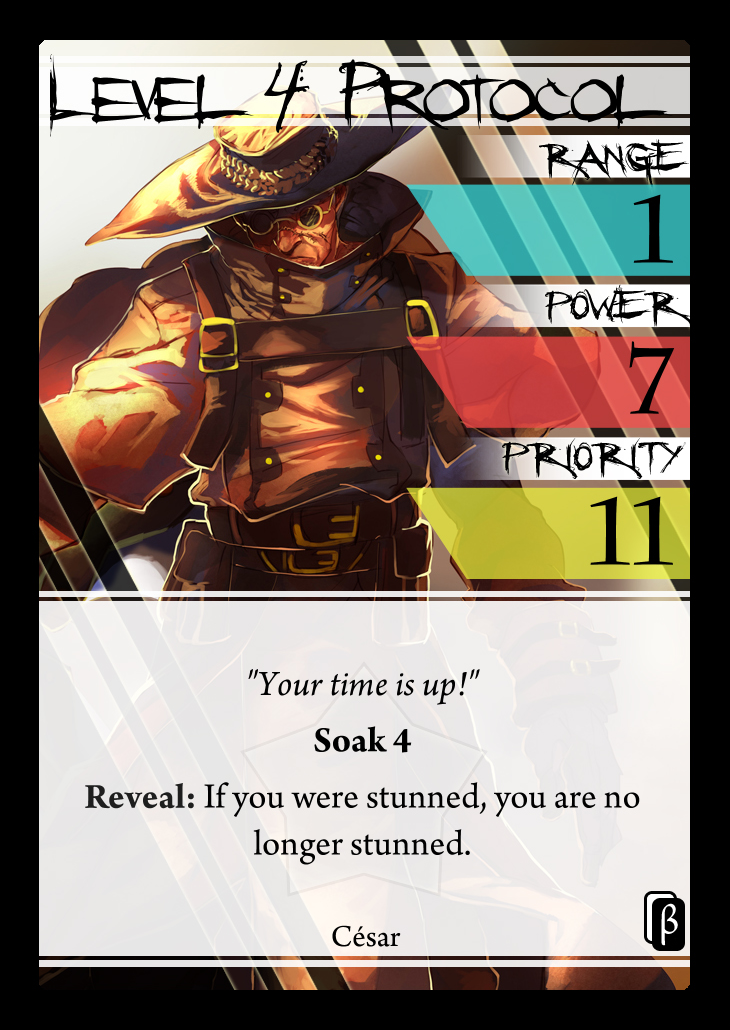 Level 4 Protocol
Range
1
Power
7
Priority
11
"Your time is up!"
Soak 4
Reveal: If you were stunned, you are no
longer stunned.
β
César